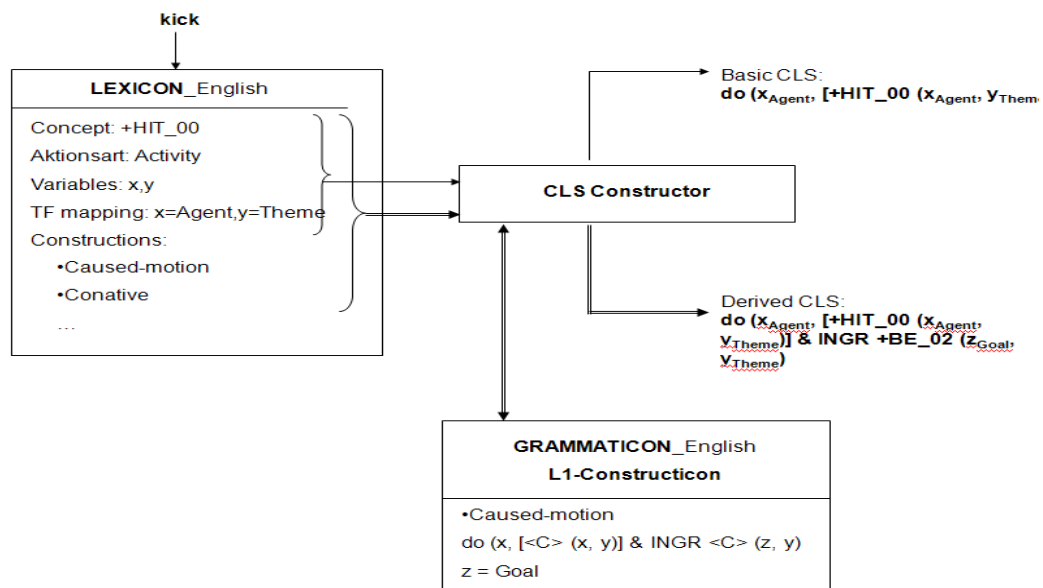 kick
LEXICON_English
Concept: +HIT_00
Aktionsart: Activity
Variables: x,y
TF mapping: x=Agent,y=Theme
Constructions:
•Caused-motion
•Conative
…
CLS Constructor
Basic CLS:
do (xAgent, [+HIT_00 (xAgent, yTheme
Derived CLS:
do (xAgent, [+HIT_00 (xAgent,
yTheme)] & INGR +BE_02 (zGoal,
yTheme)
GRAMMATICON_English
L1-Constructicon
•Caused-motion
do (x, [<C> (x, y)] & INGR <C> (z, y)
z = Goal